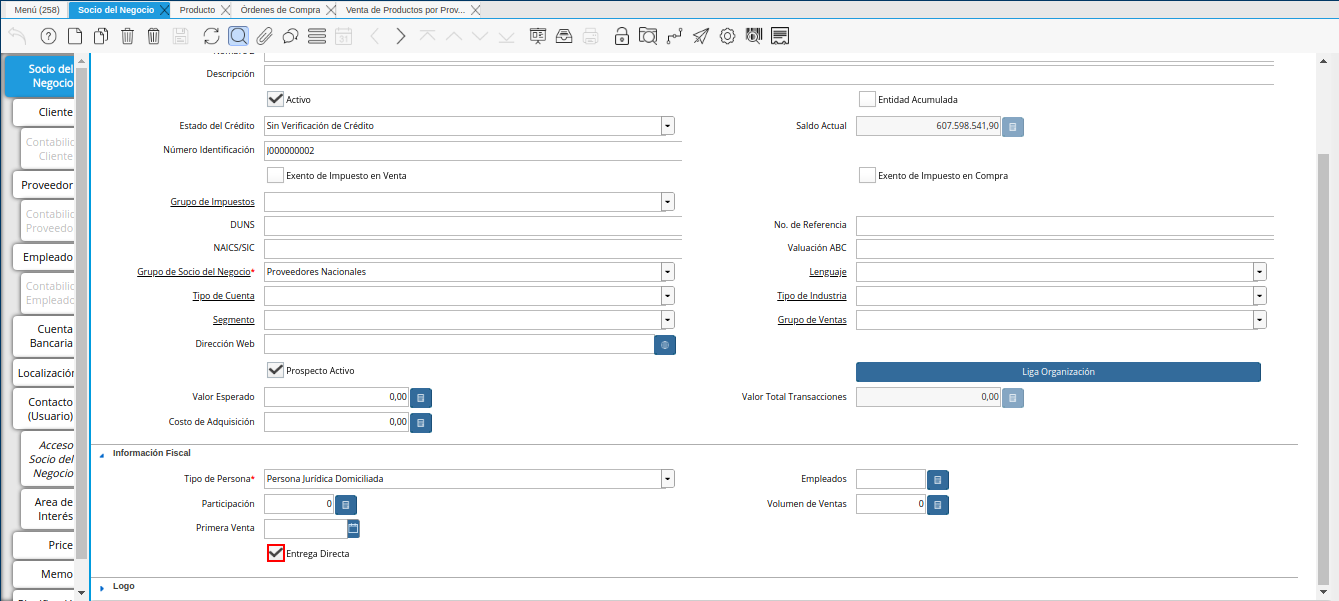 Menú (258) Socio del Negocio Producto Órdenes de Compra Venta de Productos por Prov...
31
Socio del
Negocio
Cliente
Contabilic
Cliente
Proveedor
Contabilic
Proveedo
Empleado
Contabilic
Empleado
Cuenta
Bancaria
Localización
Contacto
(Usuario)
Acceso
Socio del
Negocio
Area de
Interés
Price
Memo
Descripción
Activo Entidad Acumulada
Estado del Crédito Sin Verificación de Crédito Saldo Actual 607.598.541,90
Número Identificación J000000002
Exento de Impuesto en Venta Exento de Impuesto en Compra
Grupo de Impuestos
DUNS No. de Referencia
NAICS/SIC Valuación ABC
Grupo de Socio del Negocio* Proveedores Nacionales Lenguaje
Tipo de Cuenta Tipo de Industria
Segmento Grupo de Ventas
Dirección Web
Prospecto Activo Liga Organización
Valor Esperado 0,00 Valor Total Transacciones 0,00
Costo de Adquisición 0,00
Información Fiscal
Tipo de Persona* Persona Jurídica Domiciliada Empleados
Participación 0 Volumen de Ventas 0
Primera Venta
Entrega Directa
Logo